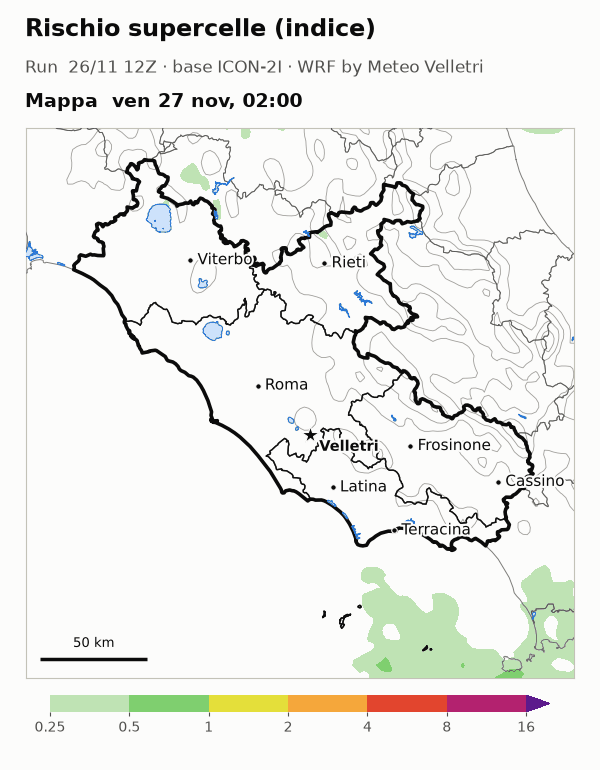 Rischio supercelle (indice)
Run  26/11 12Z · base ICON-2I · WRF by Meteo Velletri
Mappa  ven 27 nov, 02:00
Viterbo
Rieti
Roma
Velletri
Frosinone
Cassino
Latina
Terracina
50 km
0.25 0.5 1 2 4 8 16